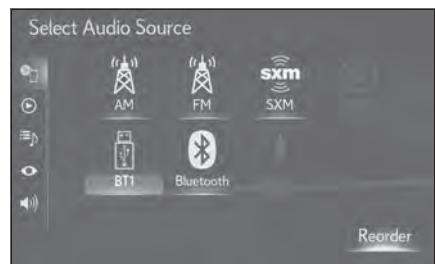 Select Audio Source
sxm
AM FM SXM
BT1 Bluetooth
Reorder